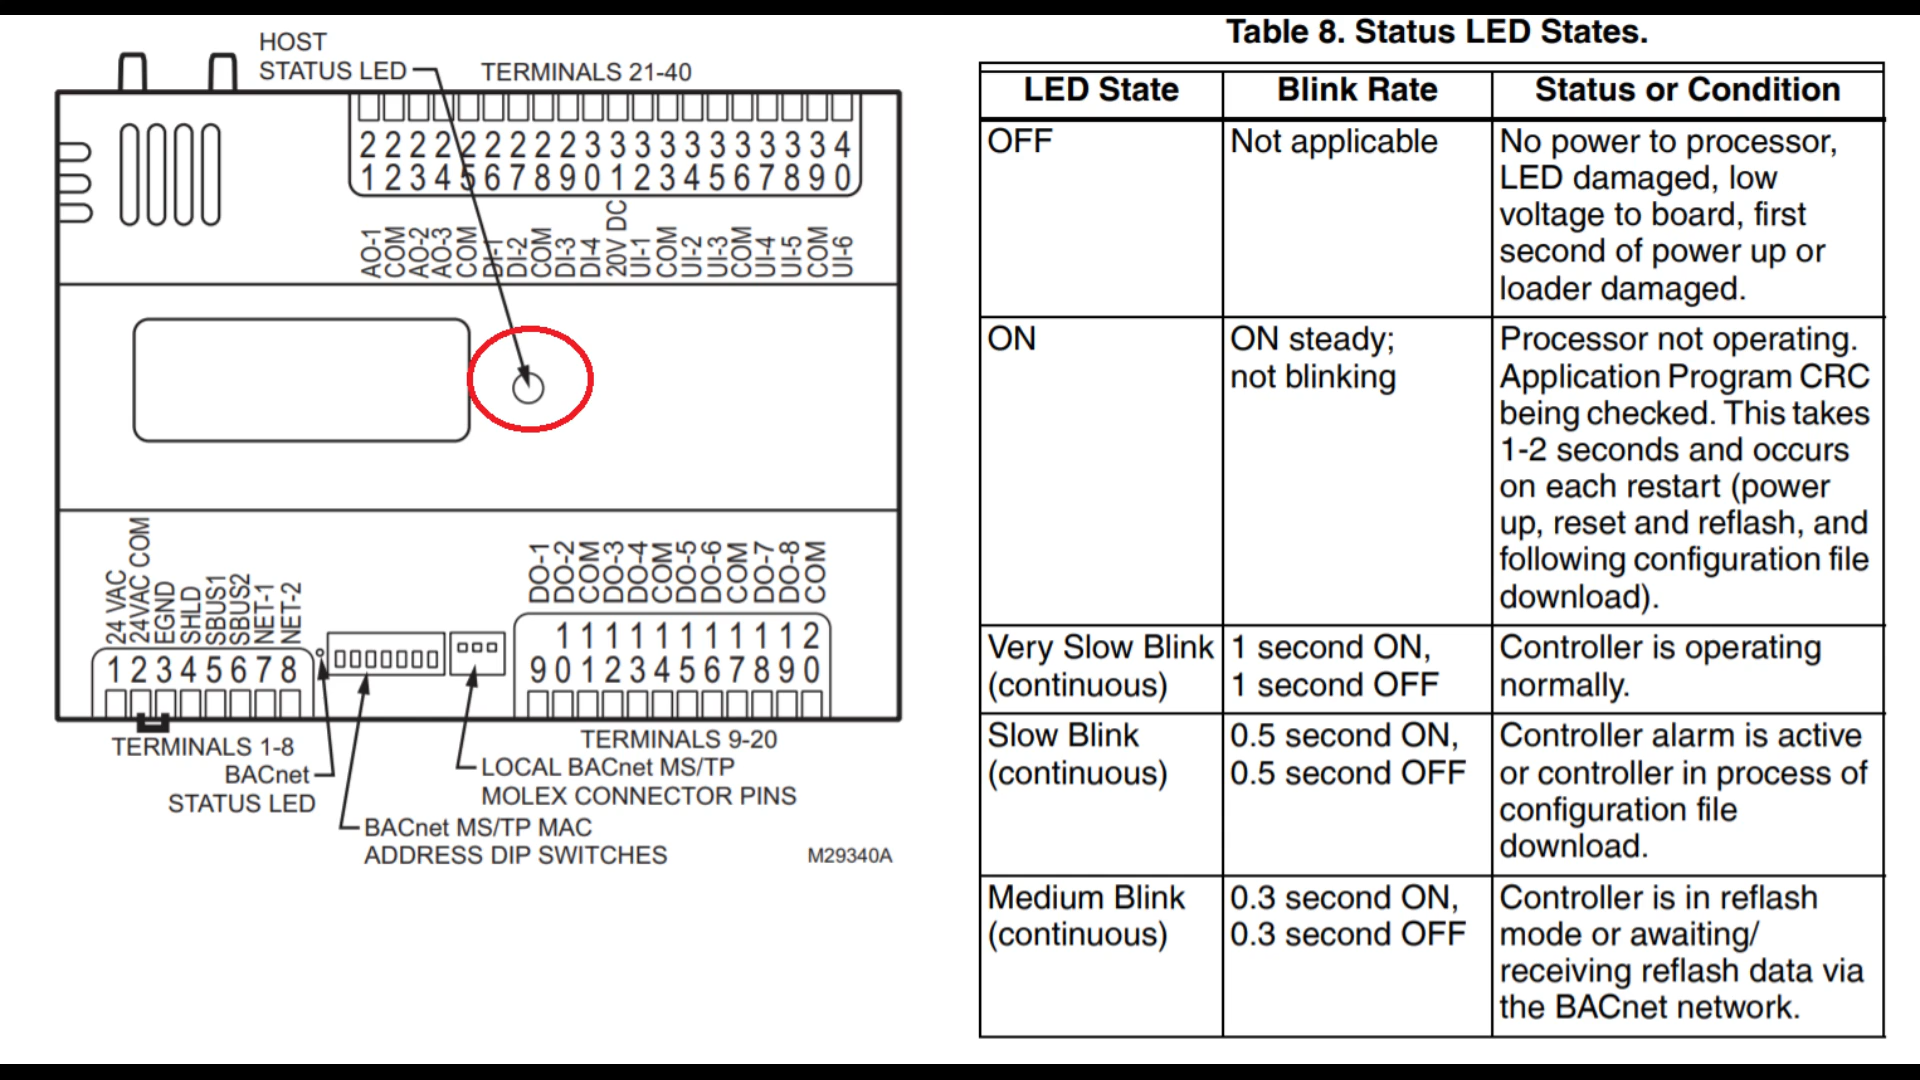 HOST
STATUS LED
TERMINALS 21-40
2 2 2 2 2 2 2 2 2 3 3 3 3 3 3 3 3 3 3 4
1 2 3 4 5 6 7 8 9 0 1 2 3 4 5 6 7 8 9 0
AO-1
COM
AO-2
AO-3
COM
DI-1
DI-2
COM
DI-3
DI-4
20V DC
UI-1
COM
UI-2
UI-3
COM
UI-4
UI-5
COM
UI-6
24 VAC
24VAC COM
EGND
SHLD
SBUS1
SBUS2
NET-1
NET-2
1 2 3 4 5 6 7 8
DO-1
DO-2
COM
DO-3
DO-4
COM
DO-5
DO-6
COM
DO-7
DO-8
COM
1 1 1 1 1 1 1 1 1 1 2
9 0 1 2 3 4 5 6 7 8 9 0
TERMINALS 1-8
BACnet
STATUS LED
TERMINALS 9-20
LOCAL BACnet MS/TP
MOLEX CONNECTOR PINS
BACnet MS/TP MAC
ADDRESS DIP SWITCHES
M29340A
Table 8. Status LED States.
LED State
Blink Rate
Status or Condition
OFF
Not applicable
No power to processor,
LED damaged, low
voltage to board, first
second of power up or
loader damaged.
ON
ON steady;
not blinking
Processor not operating.
Application Program CRC
being checked. This takes
1-2 seconds and occurs
on each restart (power
up, reset and reflash, and
following configuration file
download).
Very Slow Blink
(continuous)
1 second ON,
1 second OFF
Controller is operating
normally.
Slow Blink
(continuous)
0.5 second ON,
0.5 second OFF
Controller alarm is active
or controller in process of
configuration file
download.
Medium Blink
(continuous)
0.3 second ON,
0.3 second OFF
Controller is in reflash
mode or awaiting/
receiving reflash data via
the BACnet network.